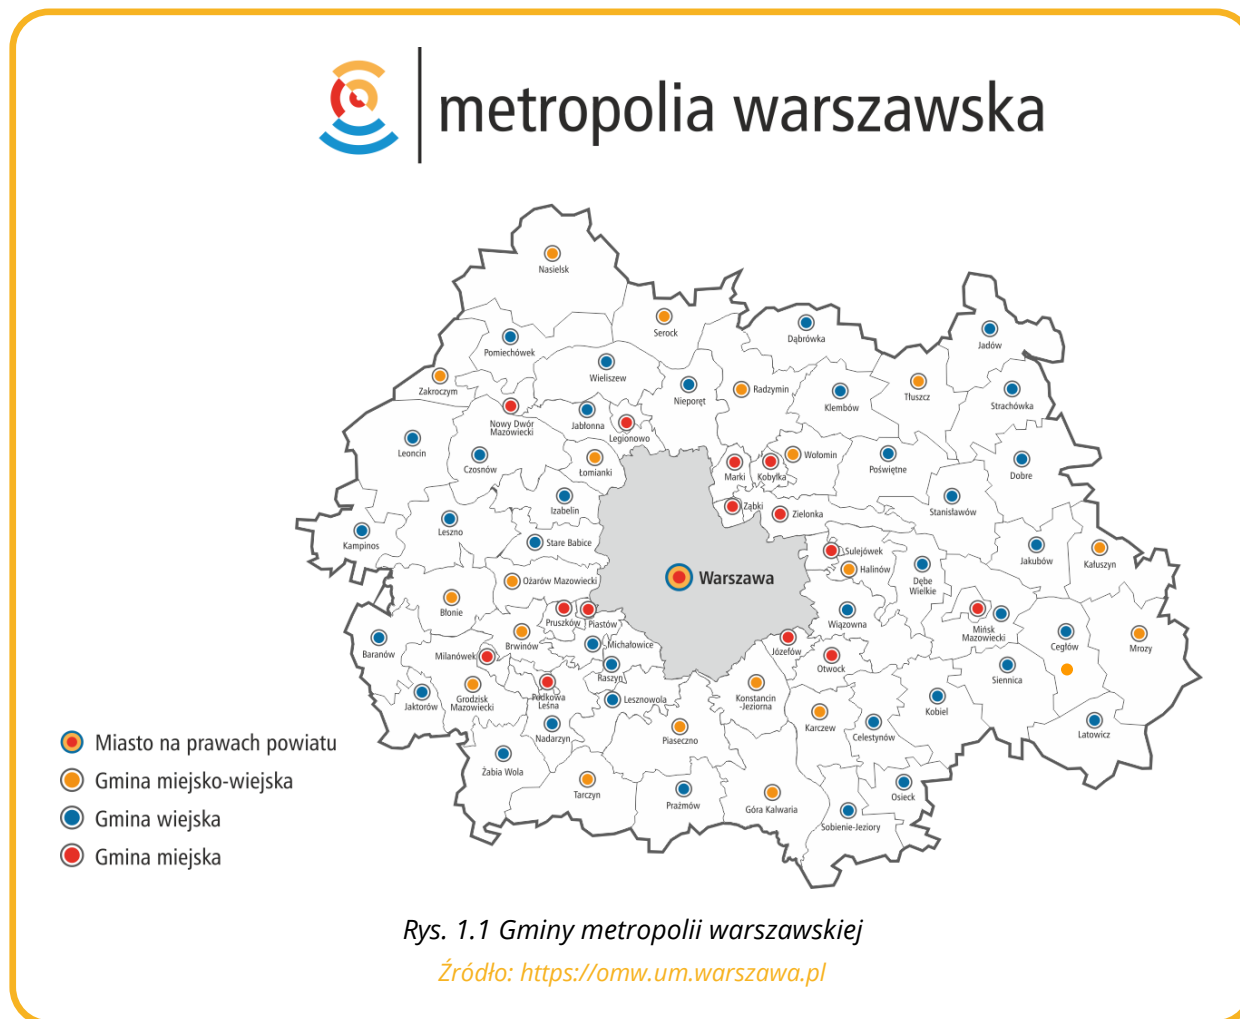 metropolia warszawska
Nasielsk
Serock
Dąbrówka
Jadów
Pomiechówek
Wieliszew
Zakroczym
Nieporęt
Radzymin
Klembów
Tłuszcz
Strachówka
Nowy Dwór
Mazowiecki
Jabłonna
Legionowo
Leoncin
Czosnów
Łomianki
Marki
Kobyłka
Wołomin
Poświętne
Dobre
Izabelin
Ząbki
Zielonka
Stanisławów
Kampinos
Leszno
Stare Babice
Sulejówek
Halinów
Dębe
Wielkie
Jakubów
Kałuszyn
Warszawa
Ożarów Mazowiecki
Błonie
Pruszków
Piastów
Wiązowna
Mińsk
Mazowiecki
Cegłów
Mrozy
Baranów
Milanówek
Brwinów
Michałowice
Raszyn
Józefów
Otwock
Siennica
Jaktorów
Grodzisk
Mazowiecki
Podkowa
Leśna
Lesznowola
Konstancin
-Jeziorna
Karczew
Celestynów
Kobiel
Latowicz
Nadarzyn
Piaseczno
Żabia Wola
Tarczyn
Prażmów
Góra Kalwaria
Sobienie-Jeziory
Osieck
Miasto na prawach powiatu
Gmina miejsko-wiejska
Gmina wiejska
Gmina miejska
Rys. 1.1 Gminy metropolii warszawskiej
Źródło: https://omw.um.warszawa.pl